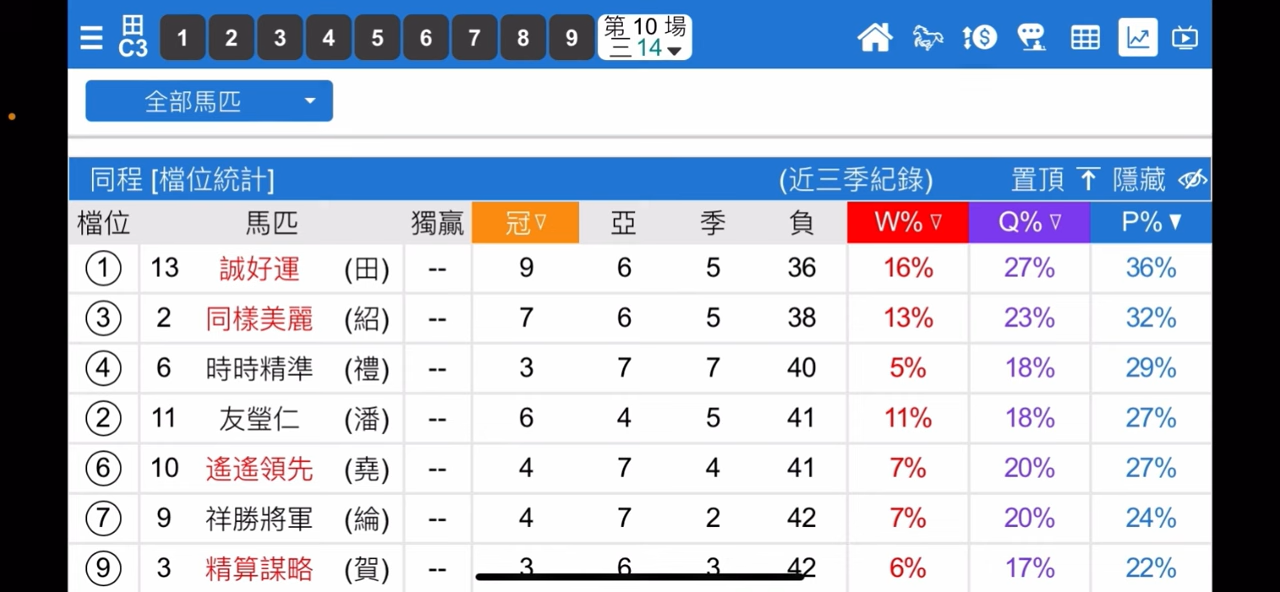 田 C3 1 2 3 4 5 6 7 8 9 第 10 場 三 14
全部馬匹
同程 [檔位統計] (近三季紀錄) 置頂 隱藏
檔位 馬匹 獨贏 冠 亞 季 負 W% Q% P%
1 13 誠好運 (田) -- 9 6 5 36 16% 27% 36%
3 2 同樣美麗 (紹) -- 7 6 5 38 13% 23% 32%
4 6 時時精準 (禮) -- 3 7 7 40 5% 18% 29%
2 11 友瑩仁 (潘) -- 6 4 5 41 11% 18% 27%
6 10 遙遙領先 (堯) -- 4 7 4 41 7% 20% 27%
7 9 祥勝將軍 (綸) -- 4 7 2 42 7% 20% 24%
9 3 精算謀略 (賀) -- 3 6 3 42 6% 17% 22%